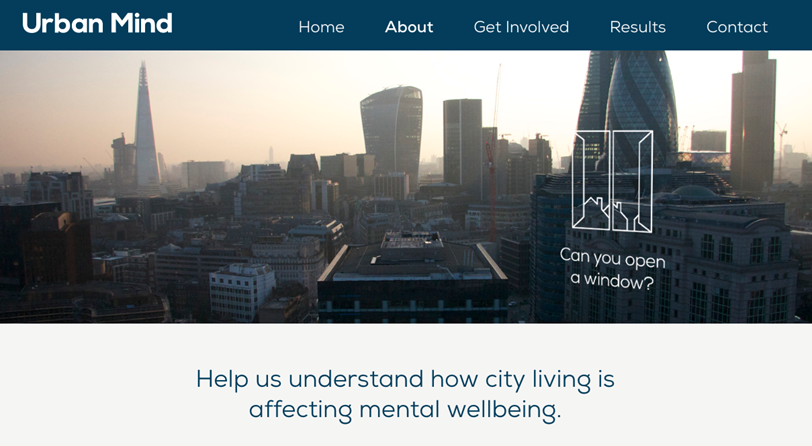 Urban Mind
Home About Get Involved Results Contact
Can you open
a window?
Help us understand how city living is
affecting mental wellbeing.